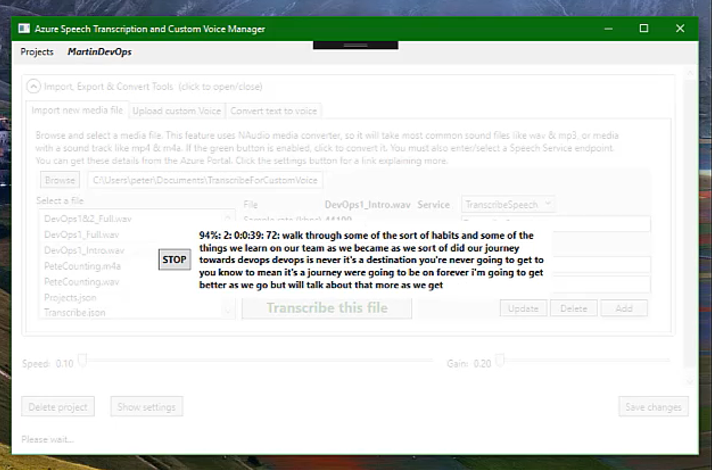 Azure Speech Transcription and Custom Voice Manager
Projects MartinDevOps
Import, Export & Convert Tools (click to open/close)
Import new media file Upload custom Voice Convert text to voice
Browse and select a media file. This feature uses NAudio media converter, so it will take most common sound files like wav & mp3, or media
with a sound track like mp4 & m4a. If the green button is enabled, click to convert it. You must also enter/select a Speech Service endpoint.
You can get these details from the Azure Portal. Click the settings button for a link explaining more.
Browse C:\Users\peter\Documents\TranscribeForCustomVoice
Select a file File DevOps1_Intro.wav Service TranscribeSpeech
DevOps1&2_Full.wav
DevOps1_Full.wav
DevOps1_Intro.wav
PeteCounting.m4a
PeteCounting.wav
Projects.json
Transcribe.json
STOP
94%: 2: 0:0:39: 72: walk through some of the sort of habits and some of the
things we learn on our team as we became as we sort of did our journey
towards devops devops is never it's a destination you're never going to get to
you know to mean it's a journey were going to be on forever i'm going to get
better as we go but will talk about that more as we get
Transcribe this file Update Delete Add
Speed: 0.10 Gain: 0.20
Delete project Show settings Save changes
Please wait...